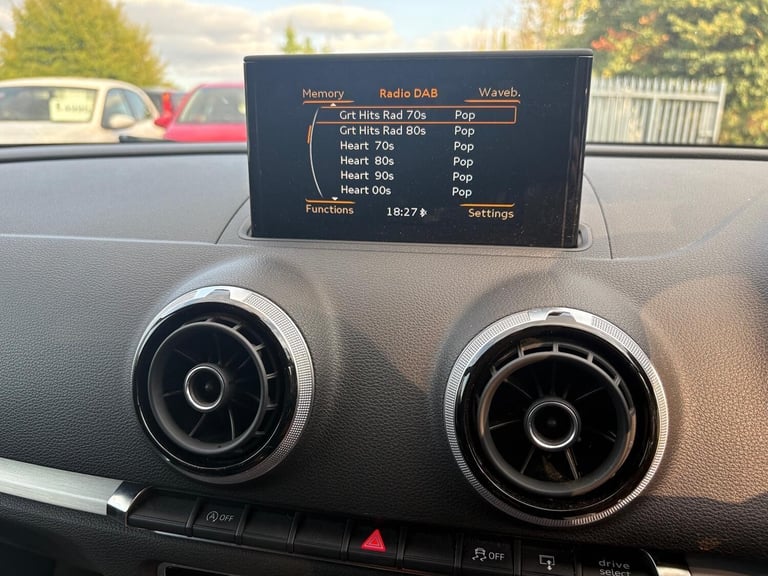 Memory Radio DAB Waveb.
Grt Hits Rad 70s Pop
Grt Hits Rad 80s Pop
Heart 70s Pop
Heart 80s Pop
Heart 90s Pop
Heart 00s Pop
Functions 18:27 Settings
A OFF
OFF
drive
select